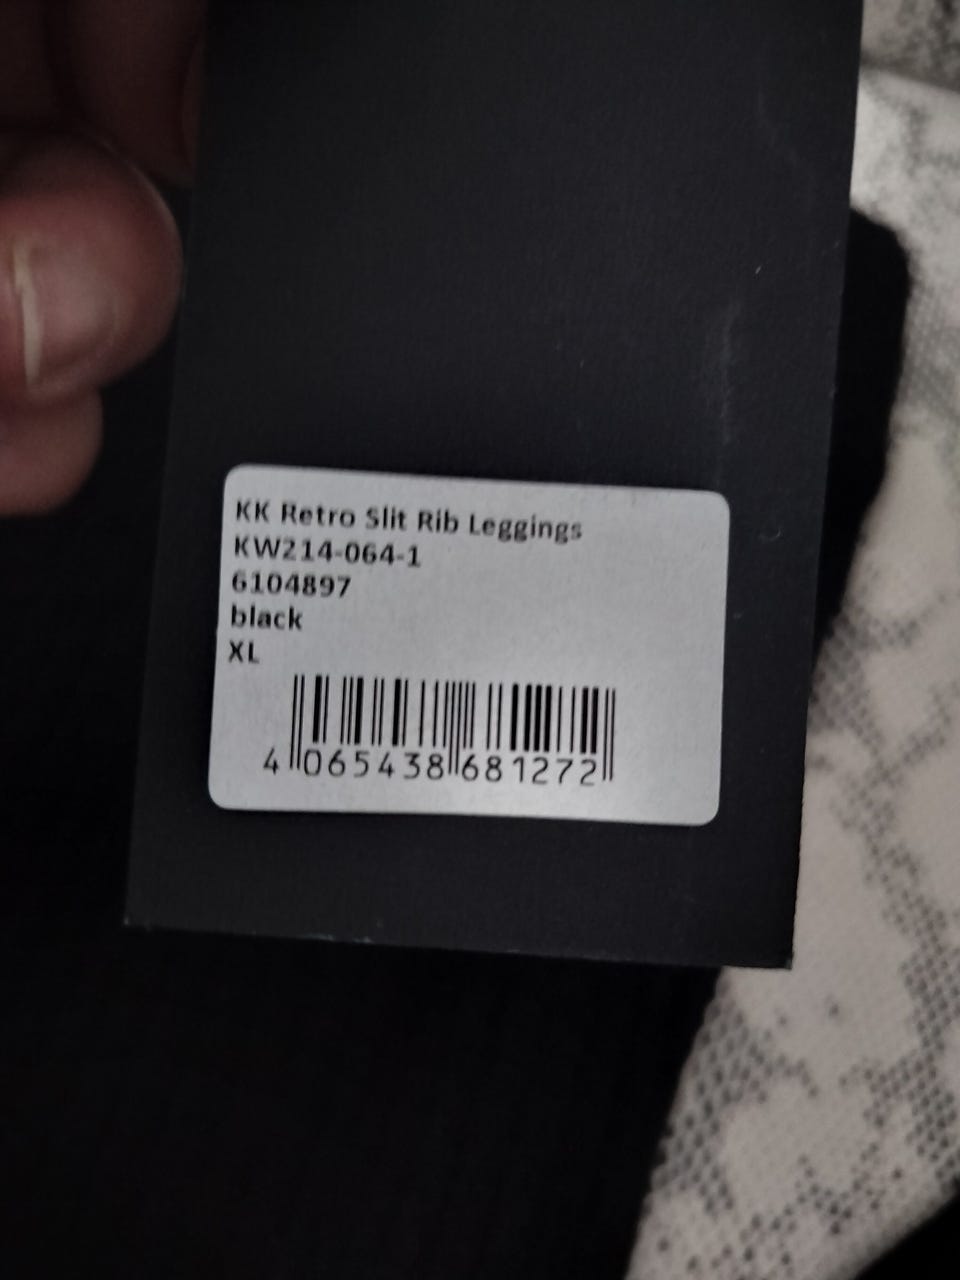 KK Retro Slit Rib Leggings
KW214-064-1
6104897
black
XL
4 065438 681272